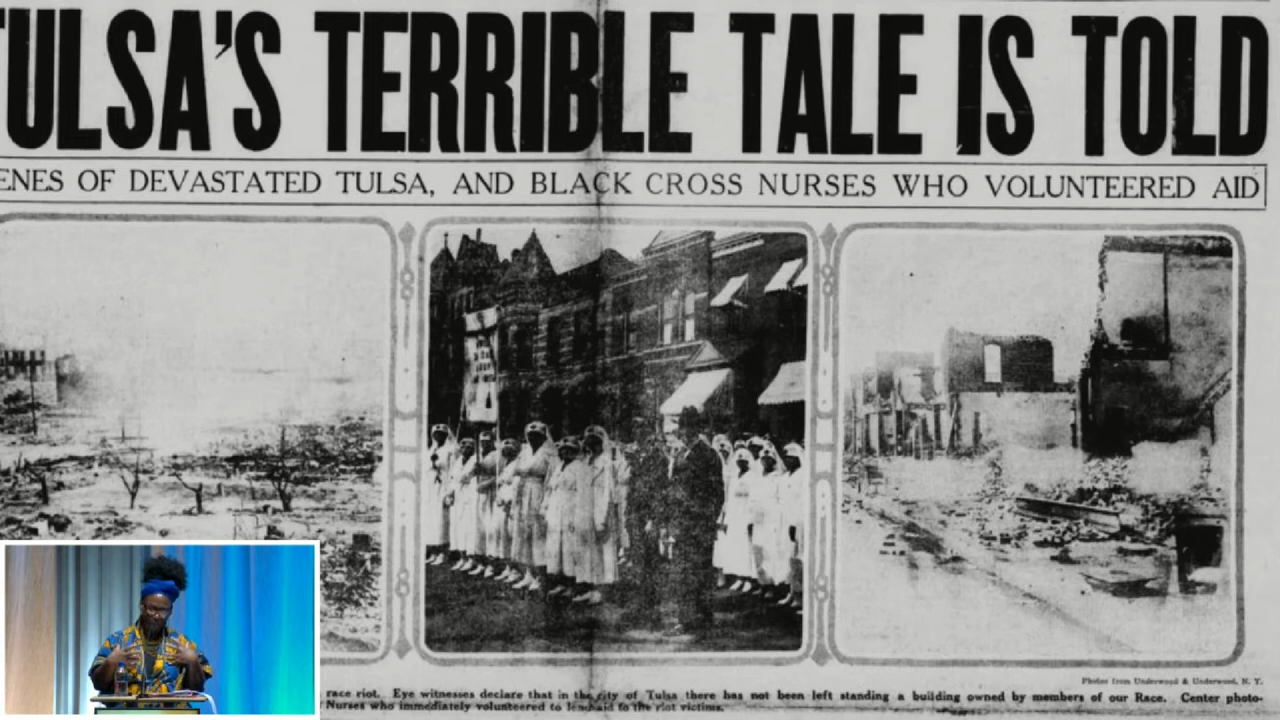 TULSA'S TERRIBLE TALE IS TOLD
ENES OF DEVASTATED TULSA, AND BLACK CROSS NURSES WHO VOLUNTEERED AID
Photos from Underwood & Underwood, N. Y.
race riot. Eye witnesses declare that in the city of Tulsa there has not been left standing a building owned by members of our Race. Center photo-
Nurses who immediately volunteered to lend aid to the riot victims.